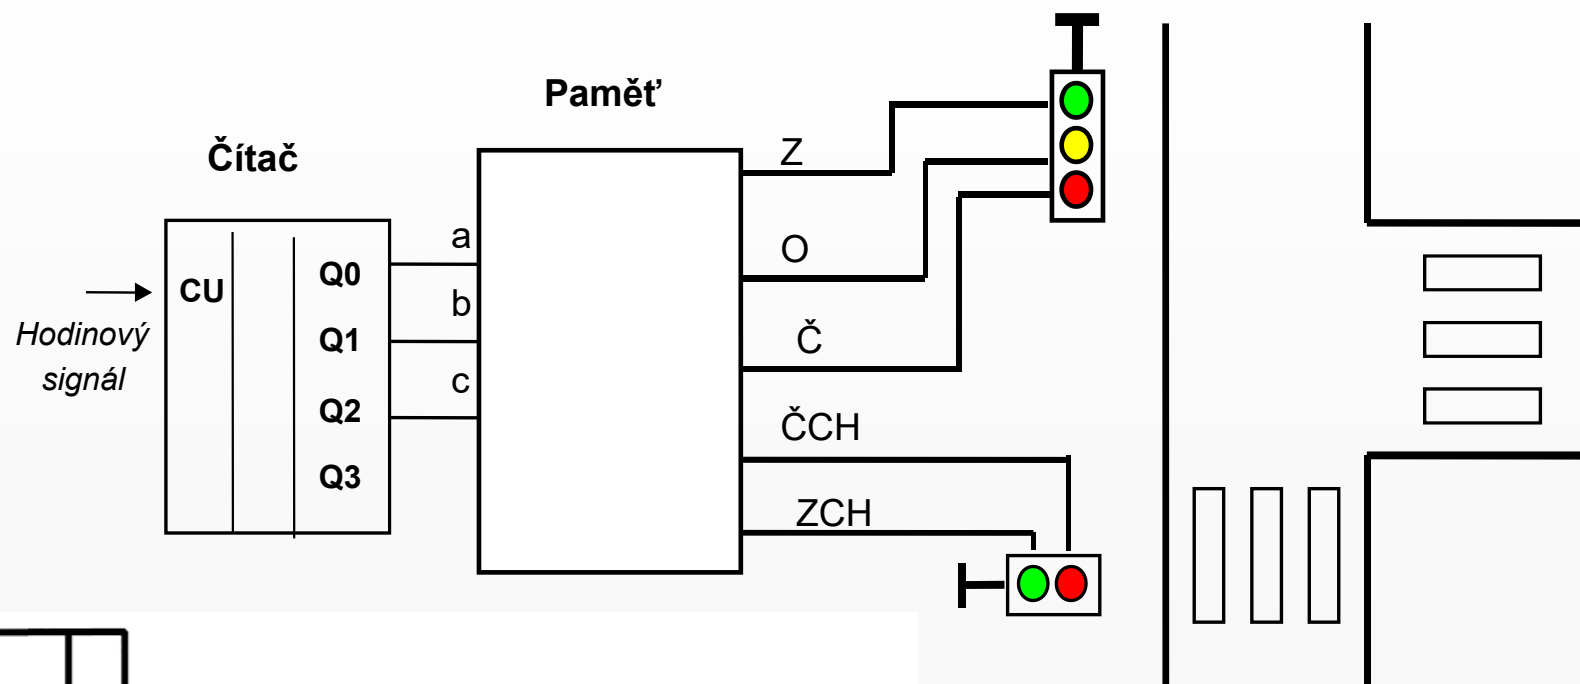 Paměť
Čítač
Z
a
O
CU
Q0
b
Hodinový
signál
Q1
Č
c
Q2
ČCH
Q3
ZCH